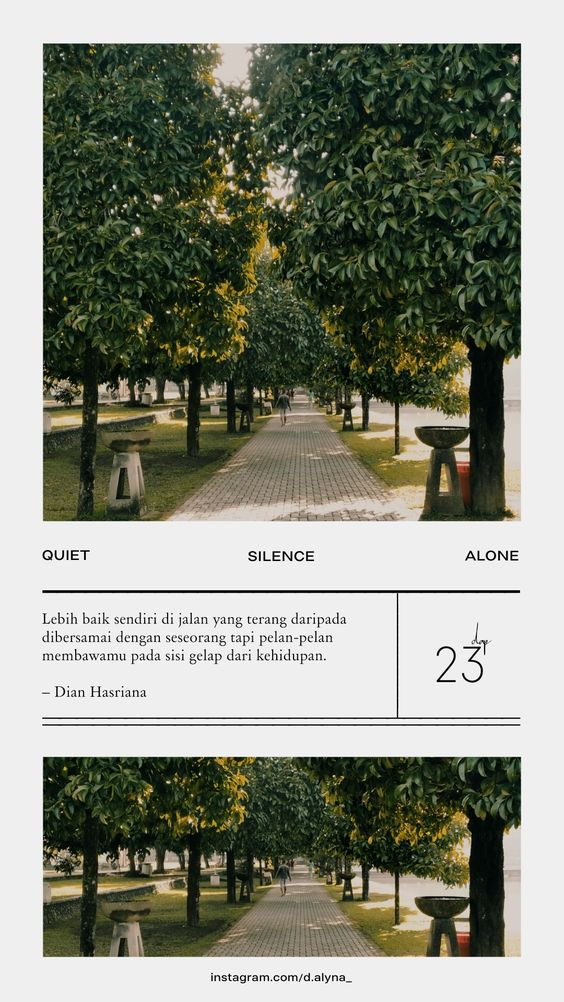 QUIET SILENCE ALONE
Lebih baik sendiri di jalan yang terang daripada
dibersamai dengan seseorang tapi pelan-pelan
membawamu pada sisi gelap dari kehidupan.
– Dian Hasriana
day
23
instagram.com/d.alyna_